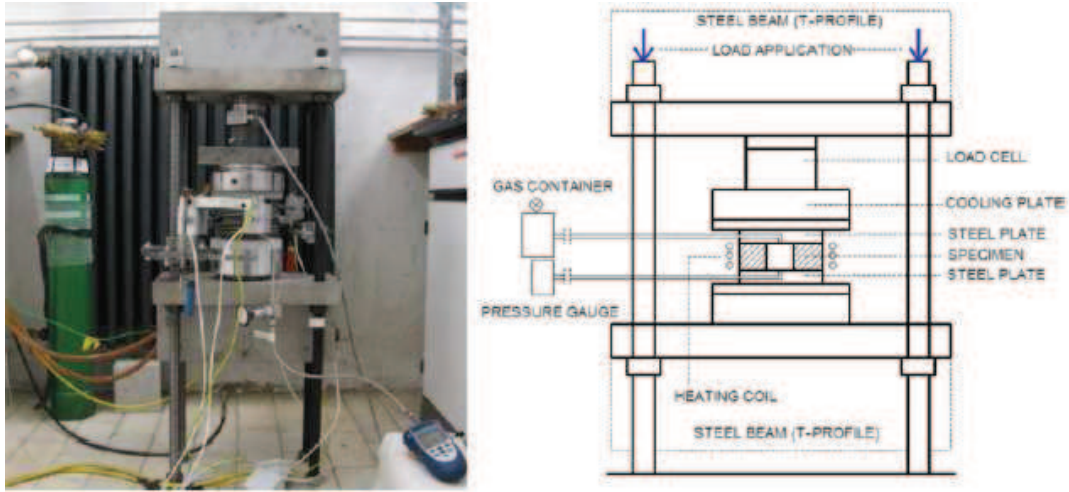 STEEL BEAM (T-PROFILE)
LOAD APPLICATION
LOAD CELL
GAS CONTAINER
COOLING PLATE
STEEL PLATE
SPECIMEN
STEEL PLATE
PRESSURE GAUGE
HEATING COIL
STEEL BEAM (T-PROFILE)